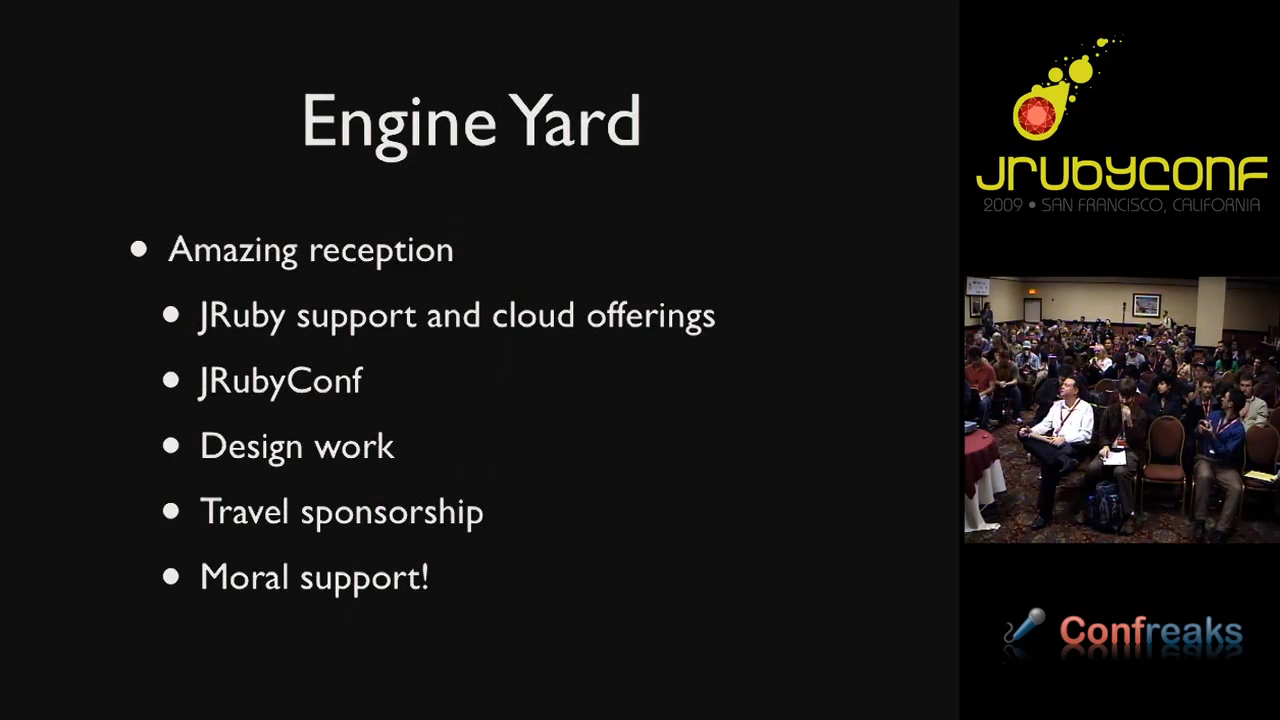 Engine Yard
Amazing reception
JRuby support and cloud offerings
JRubyConf
Design work
Travel sponsorship
Moral support!
JRUBYCONF
2009 • SAN FRANCISCO, CALIFORNIA
Confreaks